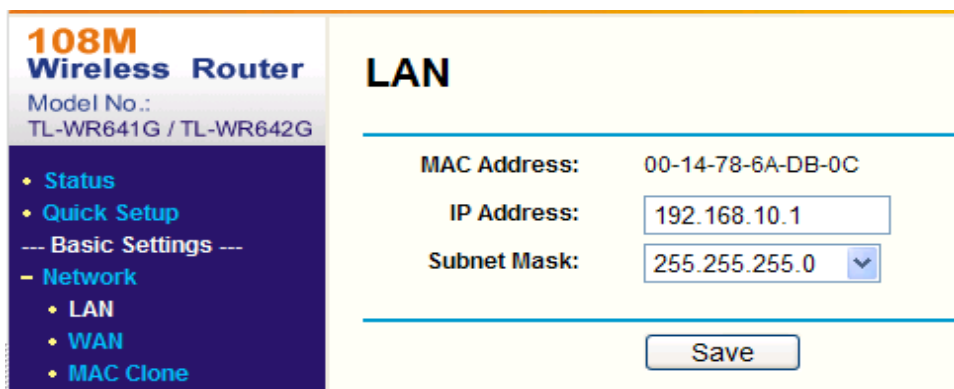 108M
Wireless Router
Model No.:
TL-WR641G / TL-WR642G
• Status
• Quick Setup
--- Basic Settings ---
– Network
• LAN
• WAN
• MAC Clone
LAN
MAC Address: 00-14-78-6A-DB-0C
IP Address: 192.168.10.1
Subnet Mask: 255.255.255.0
Save